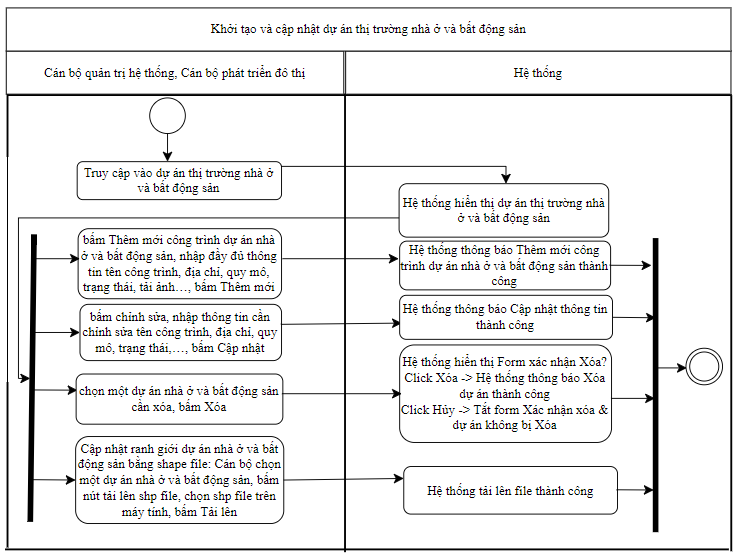 Khởi tạo và cập nhật dự án thị trường nhà ở và bất động sản
Cán bộ quản trị hệ thống, Cán bộ phát triển đô thị
Hệ thống
Truy cập vào dự án thị trường nhà ở
và bất động sản
Hệ thống hiển thị dự án thị trường nhà
ở và bất động sản
bấm Thêm mới công trình dự án nhà
ở và bất động sản, nhập đầy đủ thông
tin tên công trình, địa chỉ, quy mô,
trạng thái, tải ảnh..., bấm Thêm mới
Hệ thống thông báo Thêm mới công
trình dự án nhà ở và bất động sản thành
công
bấm chỉnh sửa, nhập thông tin cần
chỉnh sửa tên công trình, địa chỉ, quy
mô, trạng thái,..., bấm Cập nhật
Hệ thống thông báo Cập nhật thông tin
thành công
chọn một dự án nhà ở và bất động sản
cần xóa, bấm Xóa
Hệ thống hiển thị Form xác nhận Xóa?
Click Xóa -> Hệ thống thông báo Xóa
dự án thành công
Click Hủy -> Tắt form Xác nhận xóa &
dự án không bị Xóa
Cập nhật ranh giới dự án nhà ở và bất
động sản bằng shape file: Cán bộ chọn
một dự án nhà ở và bất động sản, bấm
nút tải lên shp file, chọn shp file trên
máy tính, bấm Tải lên
Hệ thống tải lên file thành công